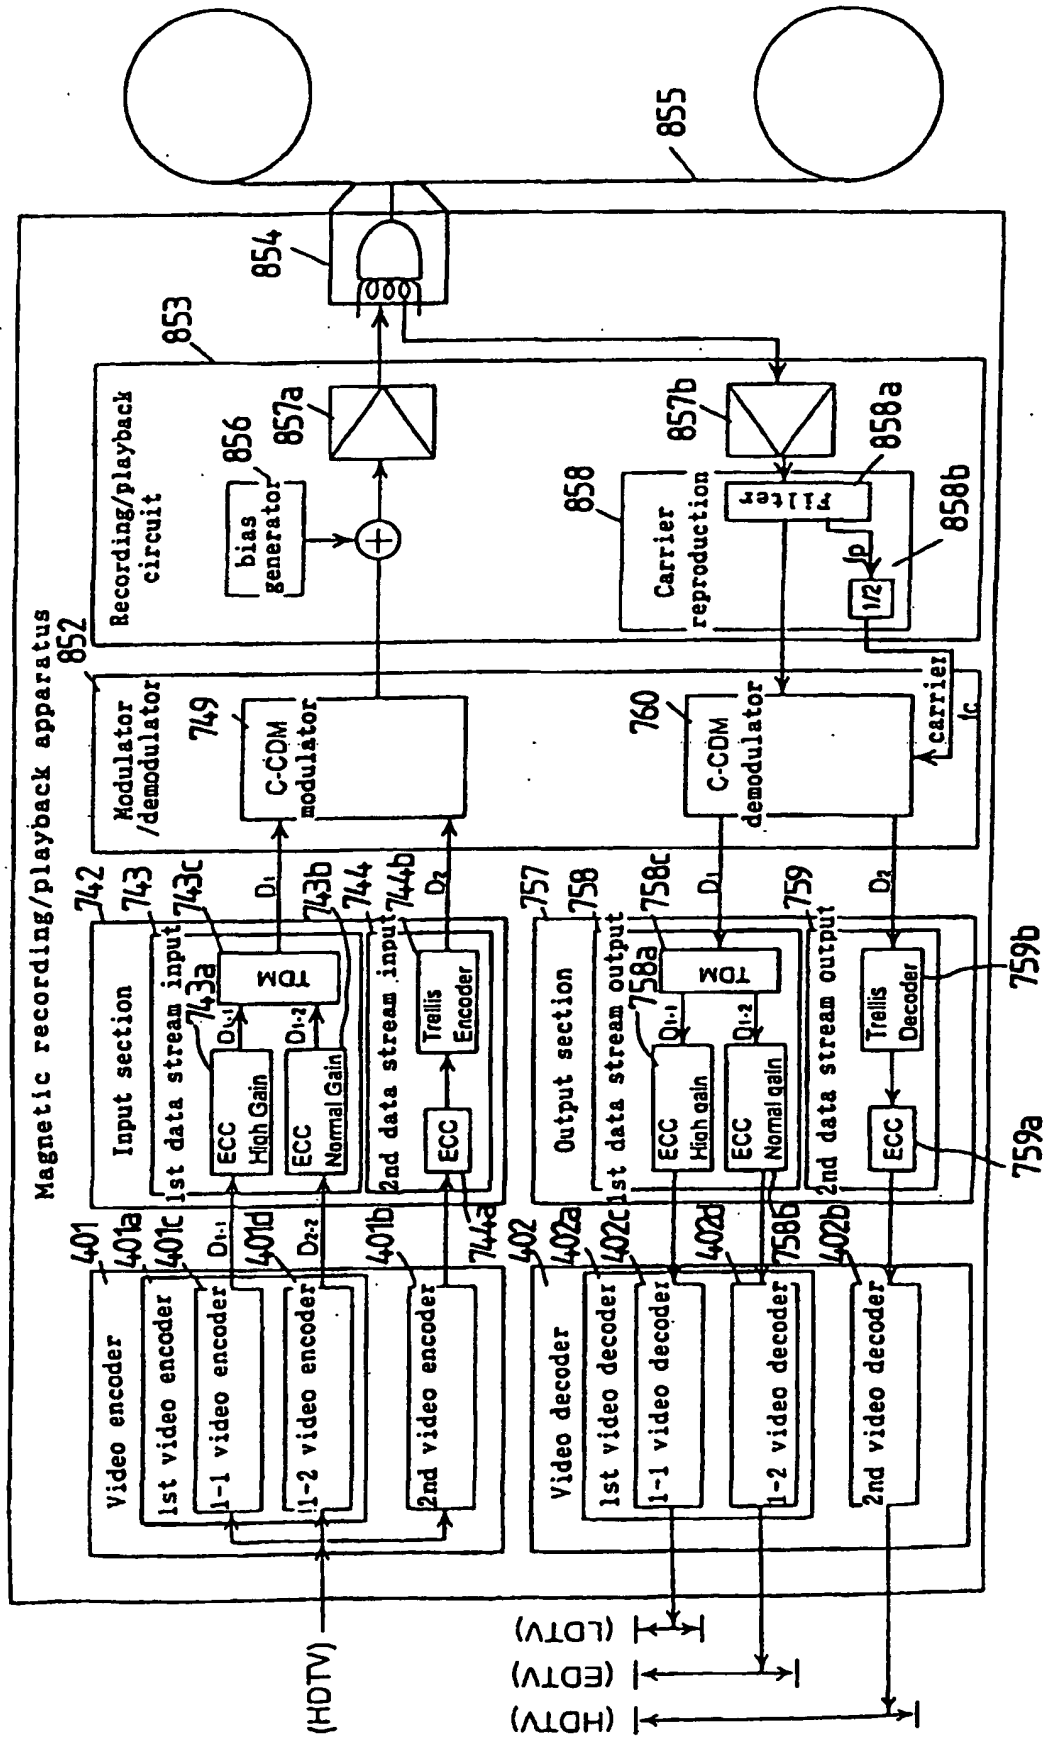 Magnetic recording/playback apparatus
401
Video encoder
401a
1st video encoder
401c
1-1 video encoder
401d
1-2 video encoder
401b
2nd video encoder
(HDTV)
D1-1
D2-2
742
Input section
743
1st data stream input
743a
ECC
High Gain
D1-1
743c
TDM
ECC
Normal Gain
D1-2
743b
744
2nd data stream input
744a
ECC
744b
Trellis
Encoder
D1
D2
852
Modulator
/demodulator
749
C-CDM
modulator
853
Recording/playback
circuit
856
bias
generator
+
857a
854
855
402
Video decoder
402a
1st video decoder
402c
1-1 video decoder
402d
1-2 video decoder
402b
2nd video decoder
(LDTV)
(EDTV)
(HDTV)
757
Output section
758
1st data stream output
758a
ECC
High gain
D1-1
758c
TDM
ECC
Normal gain
D1-2
758b
759
2nd data stream output
759a
ECC
Trellis
Decoder
759b
D1
D2
760
C-CDM
demodulator
carrier
fc
858
Carrier
reproduction
857b
Filter
858a
fp
1/2
858b